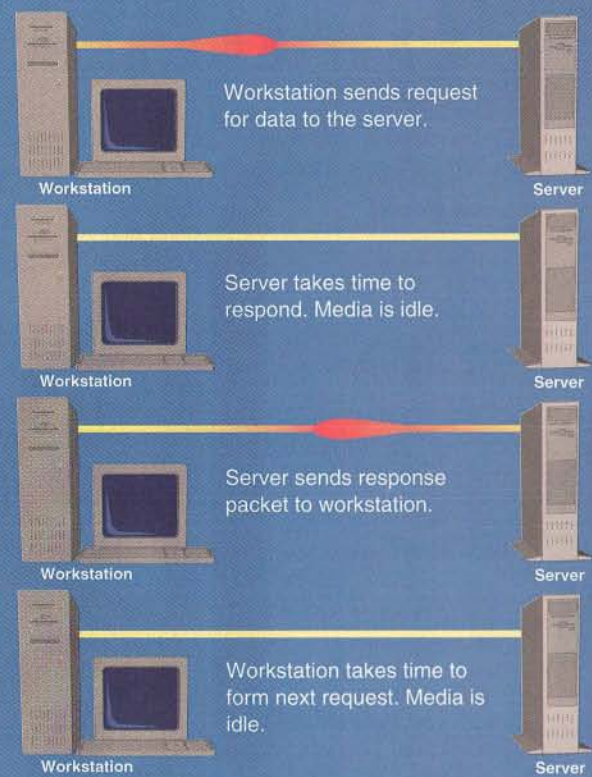 Workstation sends request
for data to the server.
Workstation
Server
Server takes time to
respond. Media is idle.
Workstation
Server
Server sends response
packet to workstation.
Workstation
Server
Workstation takes time to
form next request. Media is
idle.
Workstation
Server